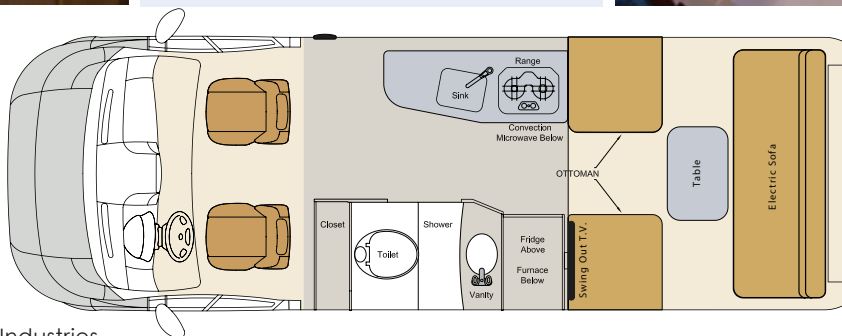 Range
Sink
Convection
Microwave Below
OTTOMAN
Table
Electric Sofa
Closet
Toilet
Shower
Vanity
Fridge
Above
Furnace
Below
Swing Out T.V.
Industries